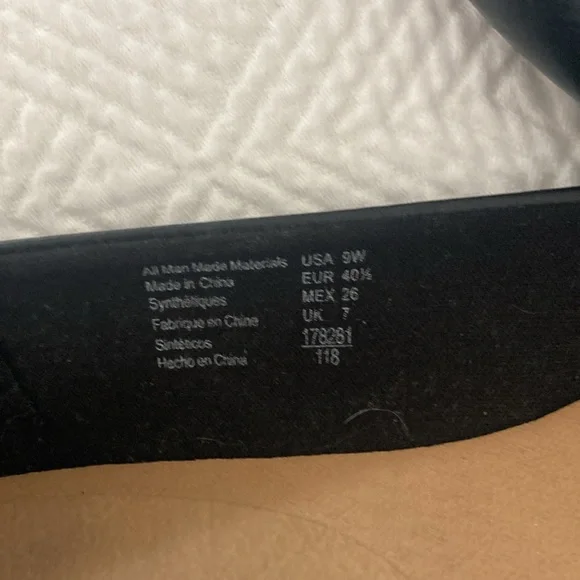 All Man Made Materials
Made in China
Synthétiques
Fabrique en Chine
Sintéticos
Hecho en China
USA 9W
EUR 40½
MEX 26
UK 7
178261
118